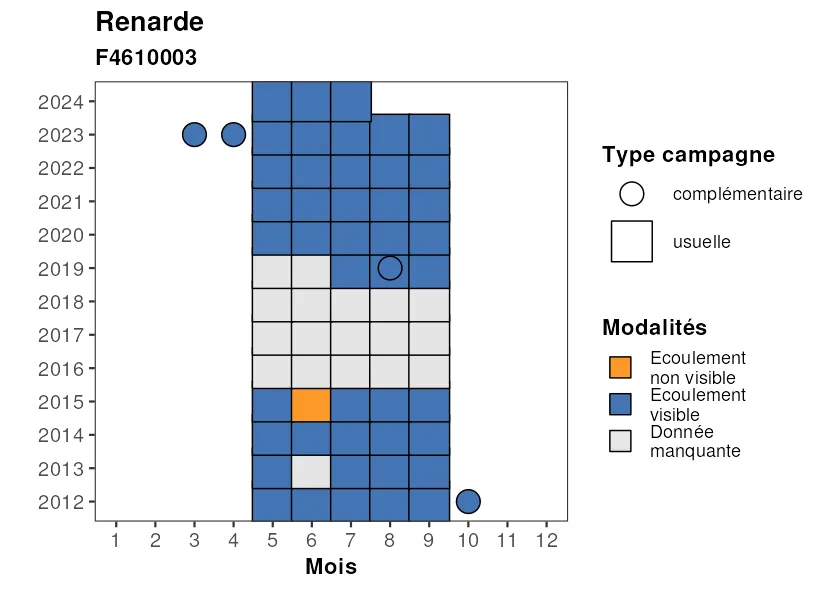 Renarde
F4610003
2024
2023
2022
2021
2020
2019
2018
2017
2016
2015
2014
2013
2012
1 2 3 4 5 6 7 8 9 10 11 12
Mois
Type campagne
complémentaire
usuelle
Modalités
Ecoulement
non visible
Ecoulement
visible
Donnée
manquante